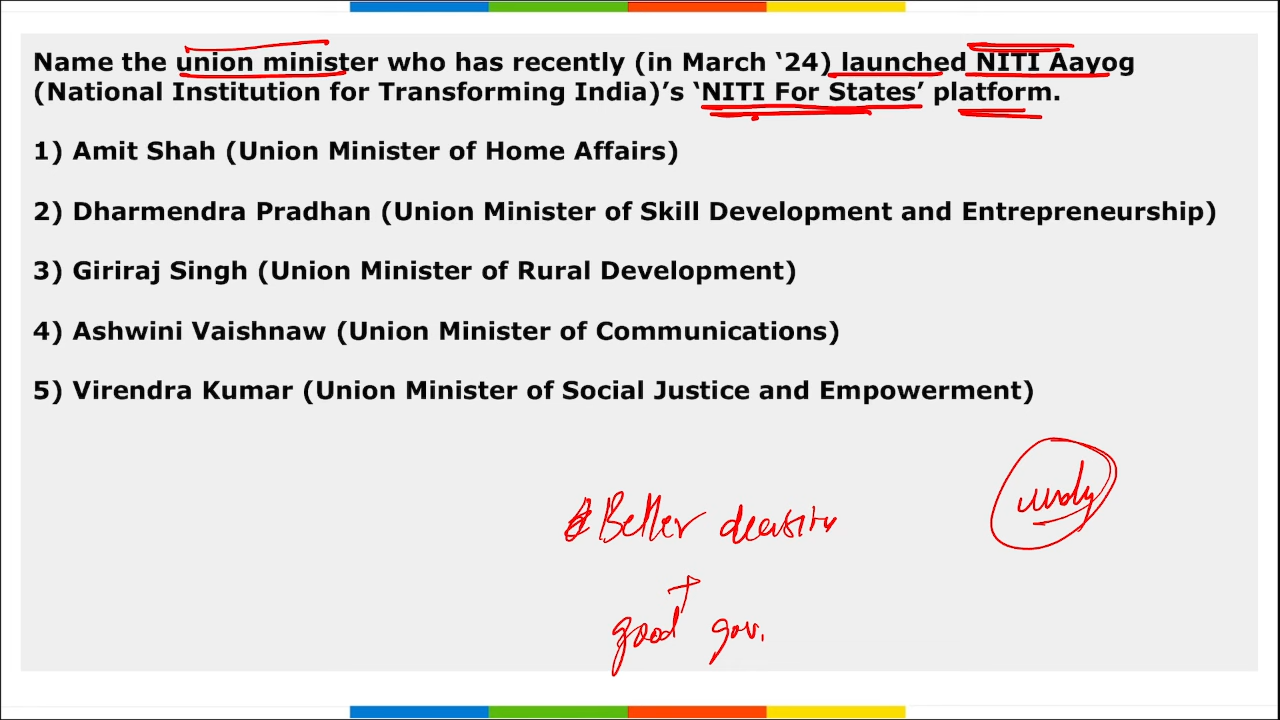 Name the union minister who has recently (in March ‘24) launched NITI Aayog
(National Institution for Transforming India)’s ‘NITI For States’ platform.
1) Amit Shah (Union Minister of Home Affairs)
2) Dharmendra Pradhan (Union Minister of Skill Development and Entrepreneurship)
3) Giriraj Singh (Union Minister of Rural Development)
4) Ashwini Vaishnaw (Union Minister of Communications)
5) Virendra Kumar (Union Minister of Social Justice and Empowerment)
Better
good gov.